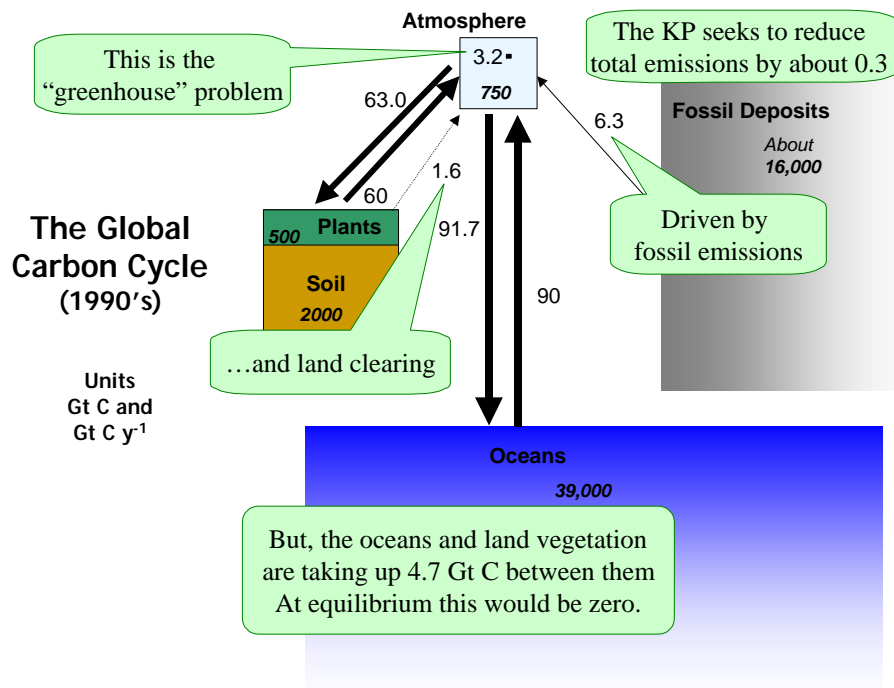 Atmosphere
This is the
“greenhouse” problem
3.2
750
The KP seeks to reduce
total emissions by about 0.3
63.0
6.3
Fossil Deposits
About
16,000
1.6
60
The Global
Carbon Cycle
(1990's)
500 Plants
91.7
Driven by
fossil emissions
Soil
2000
90
…and land clearing
Units
Gt C and
Gt C y-1
Oceans
39,000
But, the oceans and land vegetation
are taking up 4.7 Gt C between them
At equilibrium this would be zero.